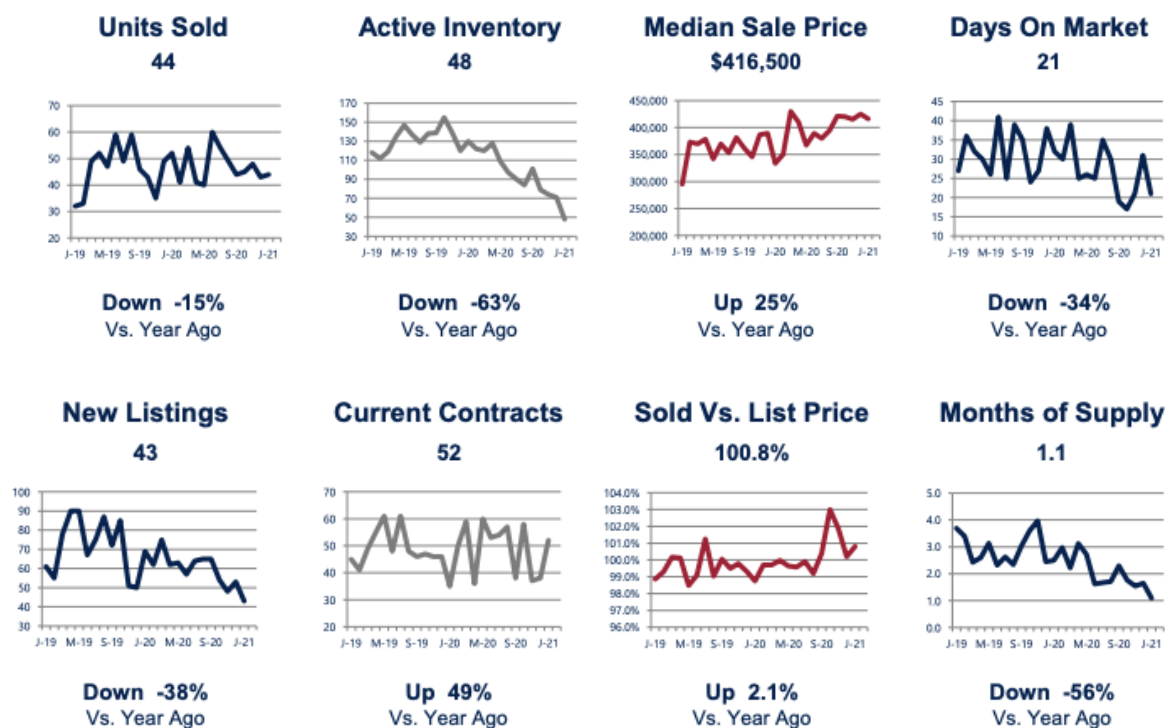 Units Sold
44
70
60
50
40
30
20
J-19 M-19 S-19 J-20 M-20 S-20 J-21
Down -15%
Vs. Year Ago
Active Inventory
48
170
150
130
110
90
70
50
30
J-19 M-19 S-19 J-20 M-20 S-20 J-21
Down -63%
Vs. Year Ago
Median Sale Price
$416,500
450,000
400,000
350,000
300,000
250,000
200,000
J-19 M-19 S-19 J-20 M-20 S-20 J-21
Up 25%
Vs. Year Ago
Days On Market
21
45
40
35
30
25
20
15
10
J-19 M-19 S-19 J-20 M-20 S-20 J-21
Down -34%
Vs. Year Ago
New Listings
43
100
90
80
70
60
50
40
30
J-19 M-19 S-19 J-20 M-20 S-20 J-21
Down -38%
Vs. Year Ago
Current Contracts
52
70
60
50
40
30
20
J-19 M-19 S-19 J-20 M-20 S-20 J-21
Up 49%
Vs. Year Ago
Sold Vs. List Price
100.8%
104.0%
103.0%
102.0%
101.0%
100.0%
99.0%
98.0%
97.0%
96.0%
J-19 M-19 S-19 J-20 M-20 S-20 J-21
Up 2.1%
Vs. Year Ago
Months of Supply
1.1
5.0
4.0
3.0
2.0
1.0
0.0
J-19 M-19 S-19 J-20 M-20 S-20 J-21
Down -56%
Vs. Year Ago